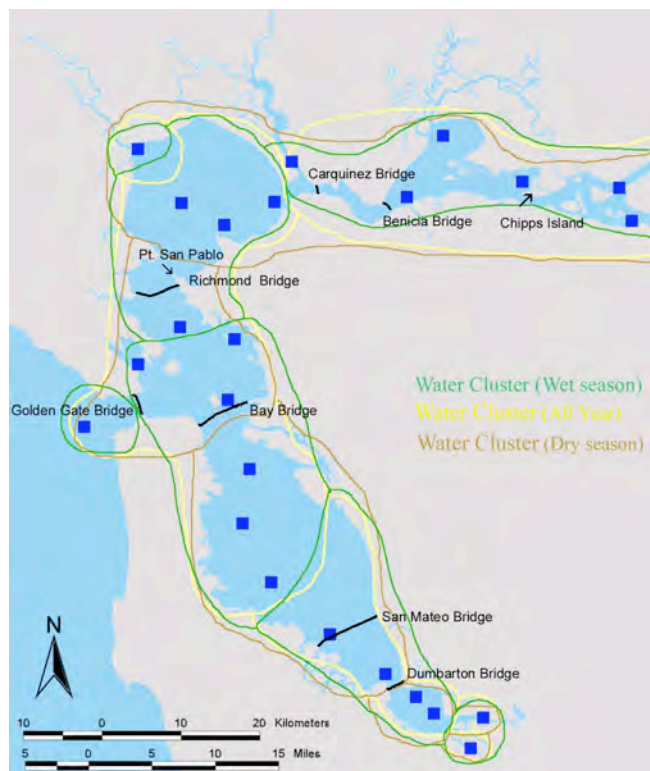 Carquinez Bridge
Benicia Bridge
Chipps Island
Pt. San Pablo
Richmond Bridge
Water Cluster (Wet season)
Golden Gate Bridge
Bay Bridge
Water Cluster (All Year)
Water Cluster (Dry season)
San Mateo Bridge
N
Dumbarton Bridge
10 0 10 20 Kilometers
5 0 5 10 15 Miles